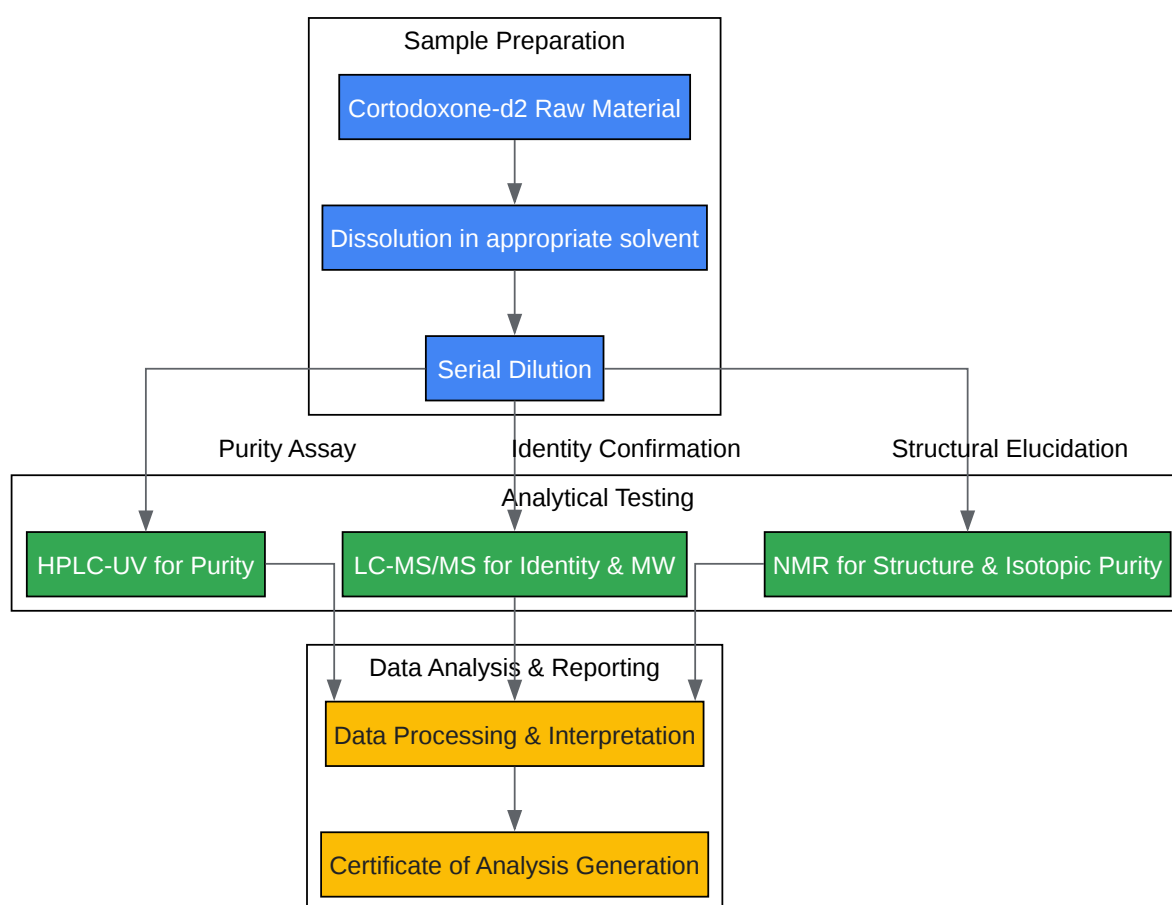 Sample Preparation
Cortodoxone-d2 Raw Material
Dissolution in appropriate solvent
Serial Dilution
Purity Assay
Identity Confirmation
Structural Elucidation
Analytical Testing
HPLC-UV for Purity
LC-MS/MS for Identity & MW
NMR for Structure & Isotopic Purity
Data Analysis & Reporting
Data Processing & Interpretation
Certificate of Analysis Generation